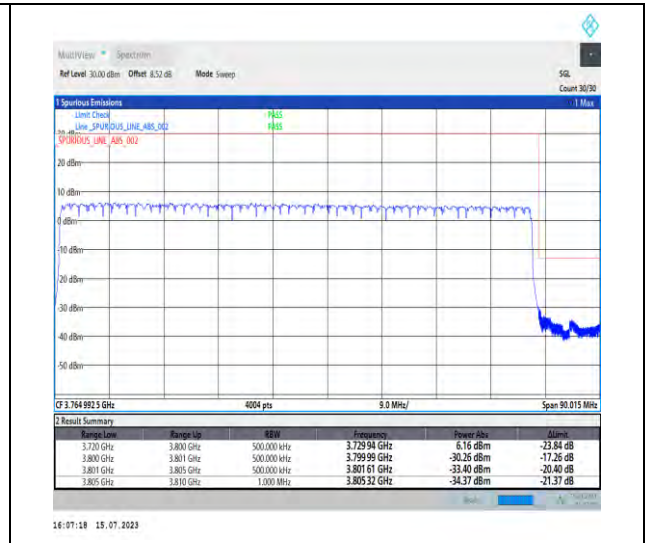 MultiView Spectrum
Ref Level 30.00 dBm Offset 8.52 dB Mode Sweep SGL
Count 30/30
1 Spurious Emissions 1 Max
Limit Check PASS
Line _SPURIOUS_LINE_ABS_002 PASS
_SPURIOUS_LINE_ABS_002
20 dBm
10 dBm
0 dBm
-10 dBm
-20 dBm
-30 dBm
-40 dBm
-50 dBm
CF 3.764 992 5 GHz 4004 pts 9.0 MHz/ Span 90.015 MHz
2 Result Summary
Range Low Range Up RBW Frequency Power Abs ΔLimit
3.720 GHz 3.800 GHz 500.000 kHz 3.729 94 GHz 6.16 dBm -23.84 dB
3.800 GHz 3.801 GHz 500.000 kHz 3.799 99 GHz -30.26 dBm -17.26 dB
3.801 GHz 3.805 GHz 500.000 kHz 3.801 61 GHz -33.40 dBm -20.40 dB
3.805 GHz 3.810 GHz 1.000 MHz 3.805 32 GHz -34.37 dBm -21.37 dB
16:07:18 15.07.2023